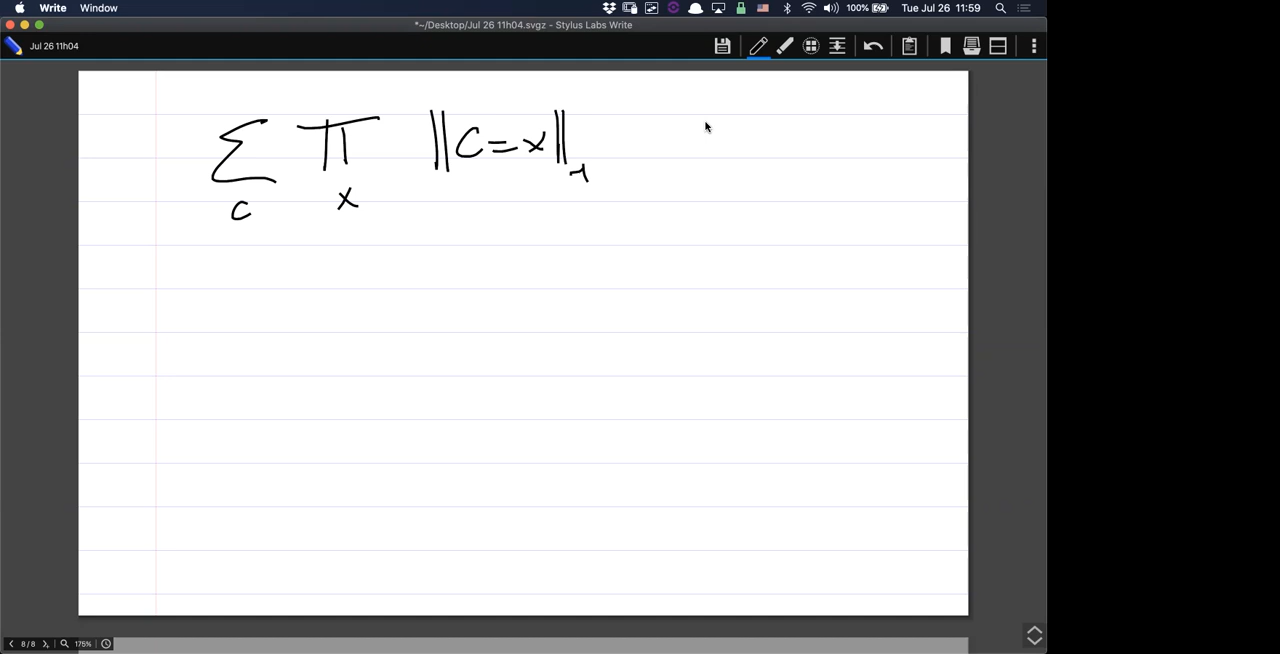 Write Window 100% Tue Jul 26 11:59
*~/Desktop/Jul 26 11h04.svgz - Stylus Labs Write
Jul 26 11h04
∑ ∏ ‖C=x‖
C x
8/8 175%